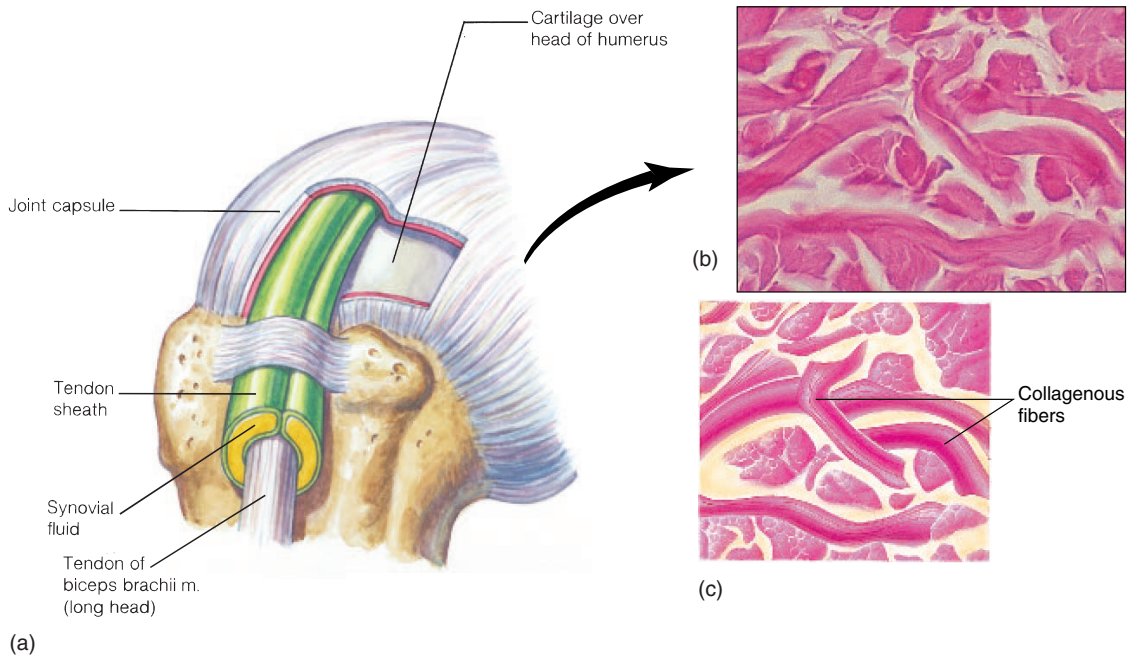 Cartilage over
head of humerus
Joint capsule
Tendon
sheath
Synovial
fluid
Tendon of
biceps brachii m.
(long head)
(a)
(b)
Collagenous
fibers
(c)